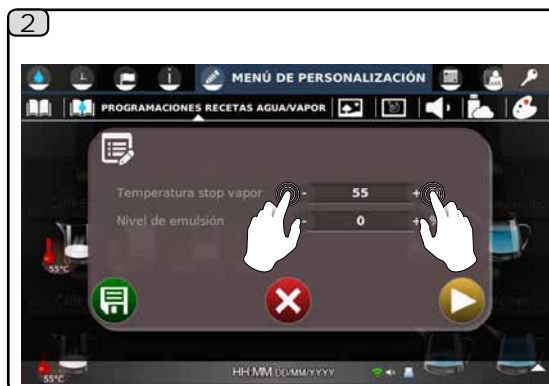 2
MENÚ DE PERSONALIZACIÓN
PROGRAMACIONES RECETAS AGUA/VAPOR
Temperatura stop vapor - 55 +
Nivel de emulsión - 0 + %
55°C
55°C
HH:MM DD/MM/YYYY